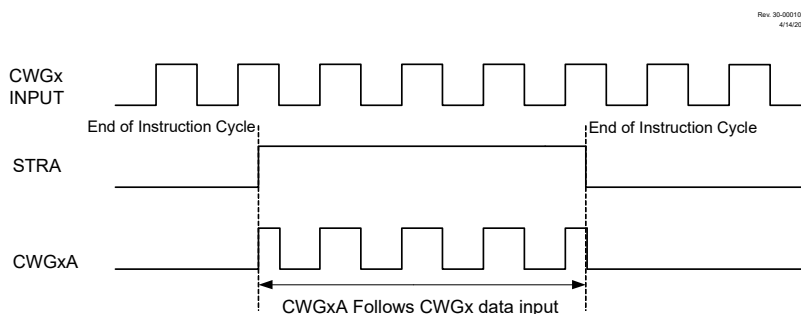 Rev. 30-00010
4/14/20
CWGx
INPUT
End of Instruction Cycle
End of Instruction Cycle
STRA
CWGxA
CWGxA Follows CWGx data input